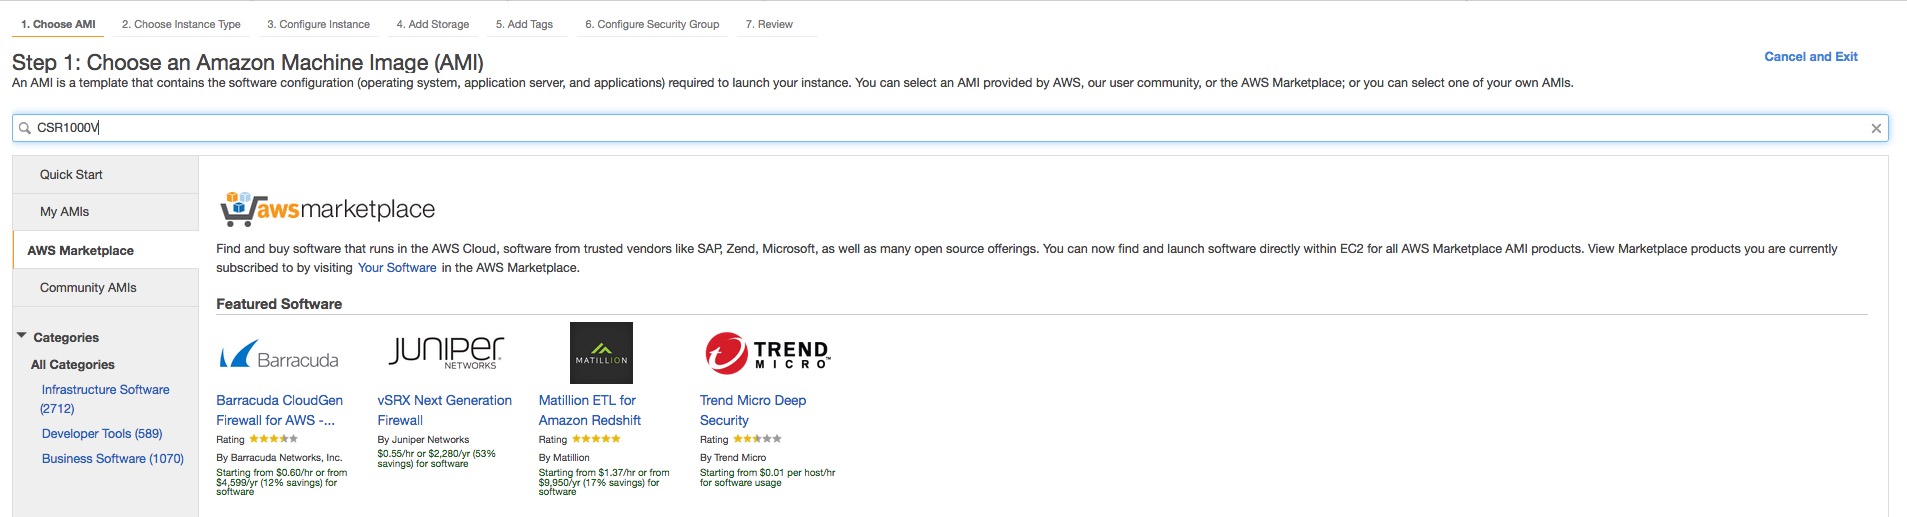 1. Choose AMI 2. Choose Instance Type 3. Configure Instance 4. Add Storage 5. Add Tags 6. Configure Security Group 7. Review
Step 1: Choose an Amazon Machine Image (AMI)
Cancel and Exit
An AMI is a template that contains the software configuration (operating system, application server, and applications) required to launch your instance. You can select an AMI provided by AWS, our user community, or the AWS Marketplace; or you can select one of your own AMIs.
CSR1000V
Quick Start
My AMIs
AWS Marketplace
Community AMIs
Categories
All Categories
Infrastructure Software
(2712)
Developer Tools (589)
Business Software (1070)
awsmarketplace
Find and buy software that runs in the AWS Cloud, software from trusted vendors like SAP, Zend, Microsoft, as well as many open source offerings. You can now find and launch software directly within EC2 for all AWS Marketplace AMI products. View Marketplace products you are currently
subscribed to by visiting Your Software in the AWS Marketplace.
Featured Software
Barracuda
Barracuda CloudGen
Firewall for AWS -...
Rating
By Barracuda Networks, Inc.
Starting from $0.60/hr or from
$4,599/yr (12% savings) for
software
JUNIPER
NETWORKS
vSRX Next Generation
Firewall
By Juniper Networks
$0.55/hr or $2,280/yr (53%
savings) for software
MATILLION
Matillion ETL for
Amazon Redshift
Rating
By Matillion
Starting from $1.37/hr or from
$9,950/yr (17% savings) for
software
TREND
MICRO™
Trend Micro Deep
Security
Rating
By Trend Micro
Starting from $0.01 per host/hr
for software usage